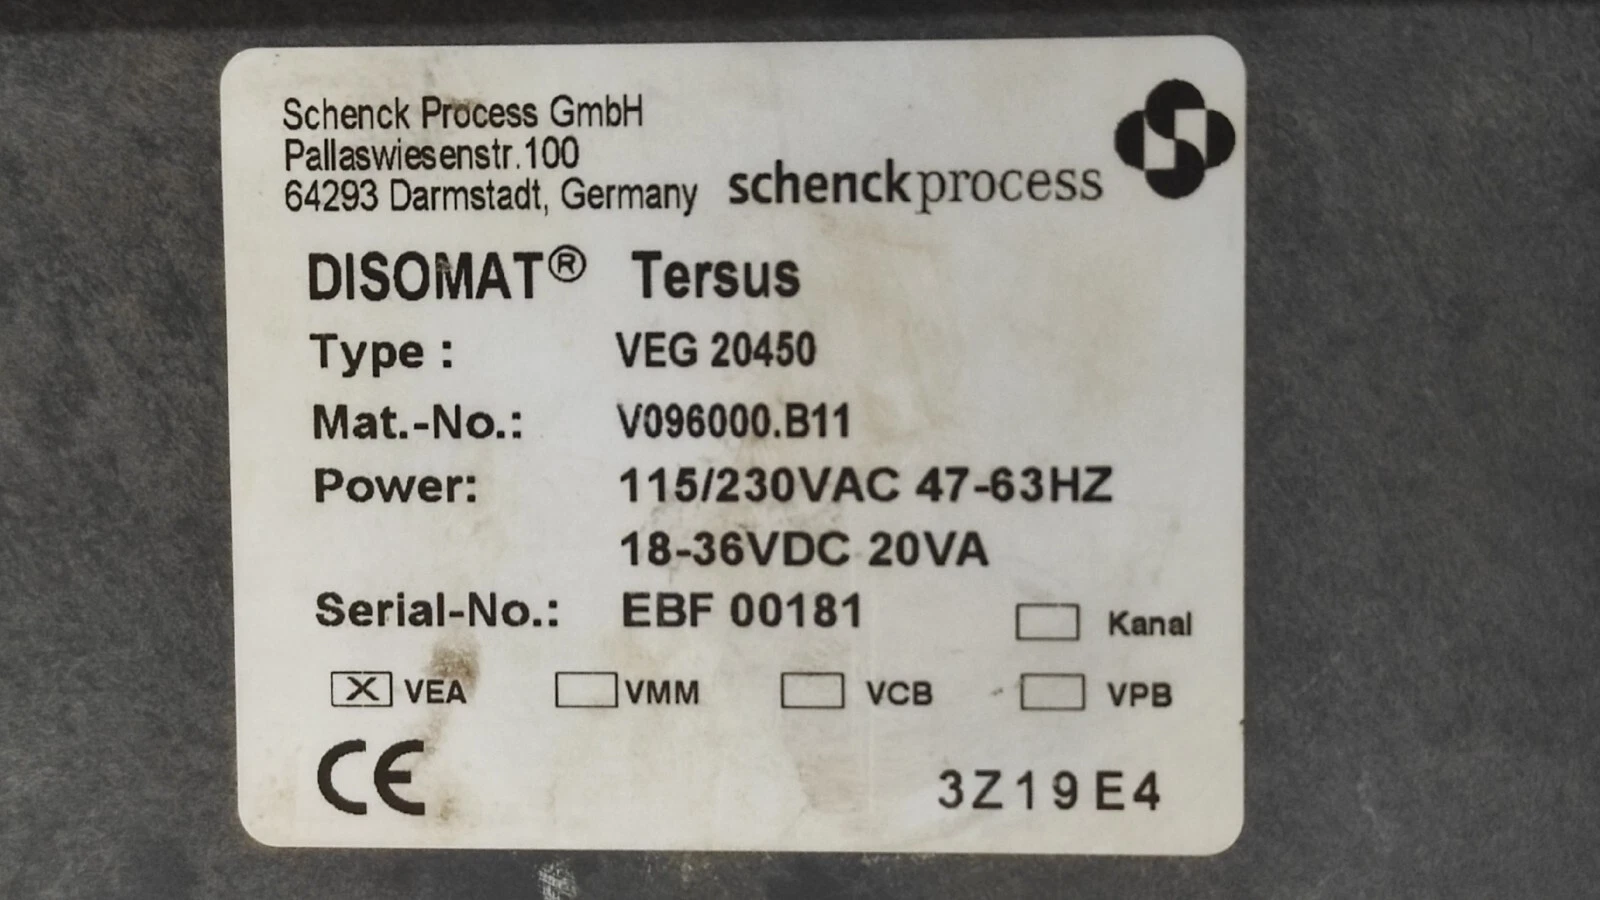 Schenck Process GmbH
Pallaswiesenstr.100
64293 Darmstadt, Germany
schenckprocess
DISOMAT® Tersus
Type : VEG 20450
Mat.-No.: V096000.B11
Power: 115/230VAC 47-63HZ
18-36VDC 20VA
Serial-No.: EBF 00181
Kanal
X VEA VMM VCB VPB
CE
3Z19E4